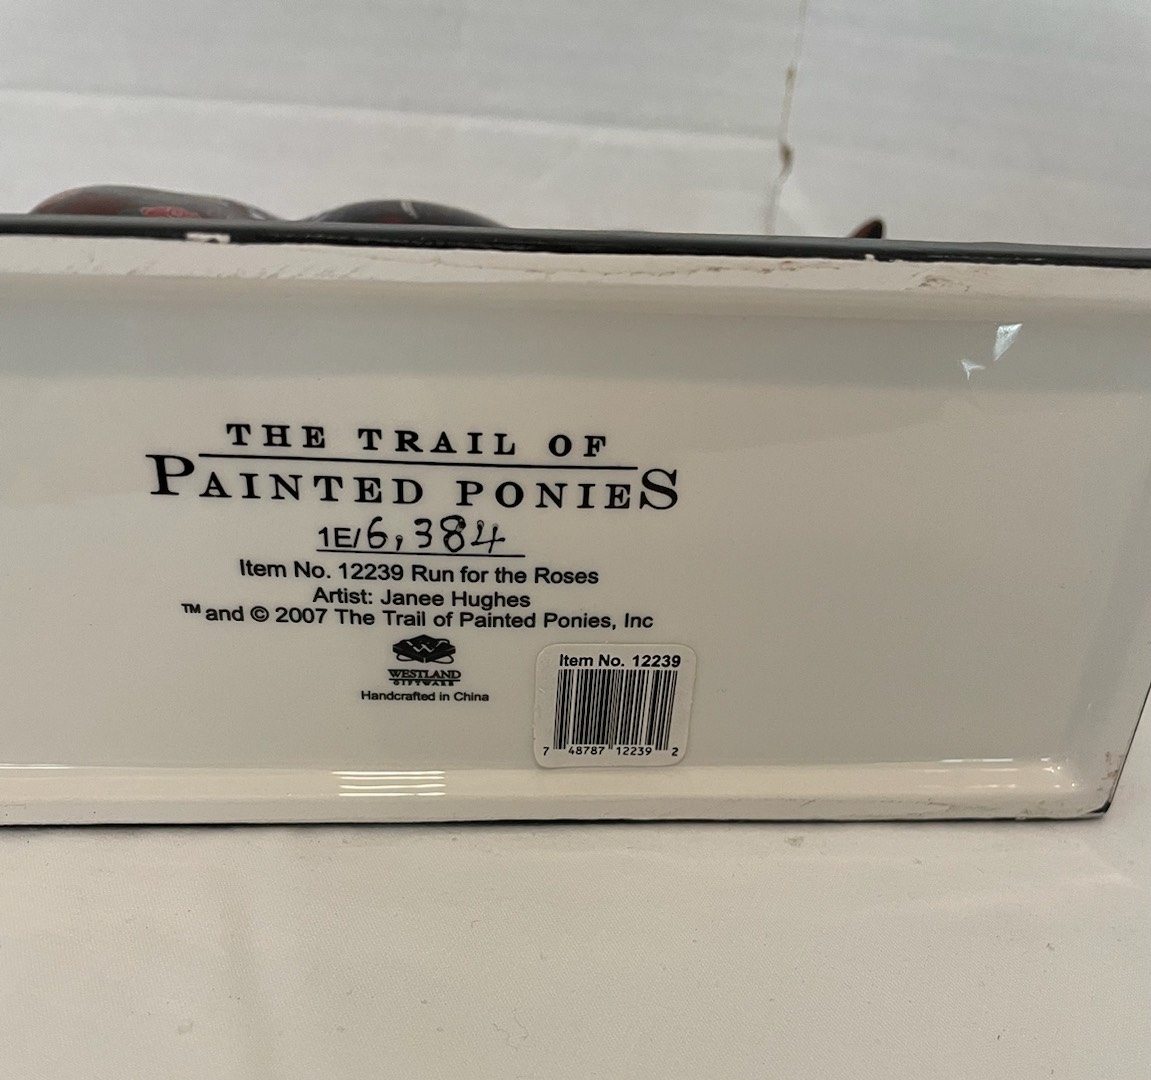 THE TRAIL OF
PAINTED PONIES
1E/6,384
Item No. 12239 Run for the Roses
Artist: Janee Hughes
™ and © 2007 The Trail of Painted Ponies, Inc
W
WESTLAND
GIFTWARE
Handcrafted in China
Item No. 12239
7 48787 12239 2